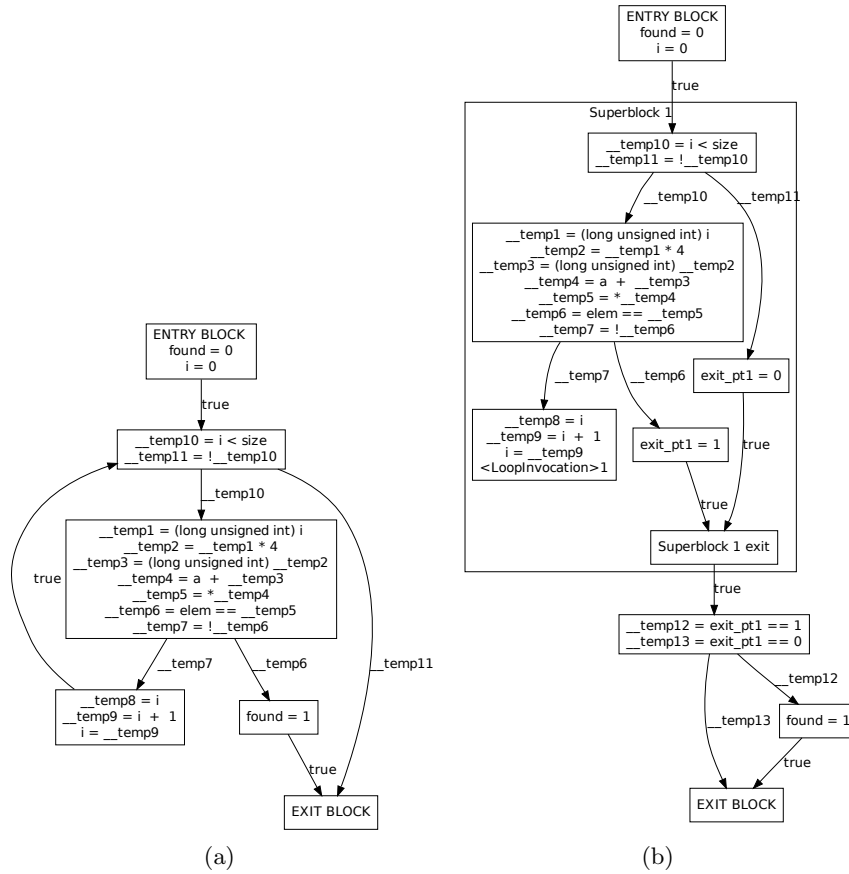 ENTRY BLOCK
found = 0
i = 0
true
__temp10 = i < size
__temp11 = !__temp10
__temp10
__temp1 = (long unsigned int) i
__temp2 = __temp1 * 4
__temp3 = (long unsigned int) __temp2
__temp4 = a + __temp3
__temp5 = *__temp4
__temp6 = elem == __temp5
__temp7 = !__temp6
true
__temp7
__temp6
__temp11
__temp8 = i
__temp9 = i + 1
i = __temp9
found = 1
true
EXIT BLOCK
(a)
ENTRY BLOCK
found = 0
i = 0
true
Superblock 1
__temp10 = i < size
__temp11 = !__temp10
__temp10
__temp11
__temp1 = (long unsigned int) i
__temp2 = __temp1 * 4
__temp3 = (long unsigned int) __temp2
__temp4 = a + __temp3
__temp5 = *__temp4
__temp6 = elem == __temp5
__temp7 = !__temp6
__temp7
__temp6
exit_pt1 = 0
__temp8 = i
__temp9 = i + 1
i = __temp9
<LoopInvocation>1
exit_pt1 = 1
true
true
Superblock 1 exit
true
__temp12 = exit_pt1 == 1
__temp13 = exit_pt1 == 0
__temp12
__temp13
found = 1
true
EXIT BLOCK
(b)